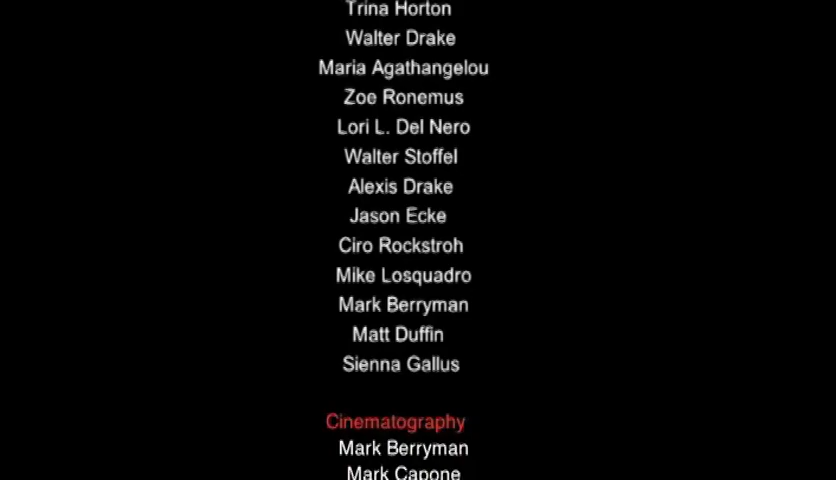 Trina Horton
Walter Drake
Maria Agathangelou
Zoe Ronemus
Lori L. Del Nero
Walter Stoffel
Alexis Drake
Jason Ecke
Ciro Rockstroh
Mike Losquadro
Mark Berryman
Matt Duffin
Sienna Gallus
Cinematography
Mark Berryman
Mark Capone